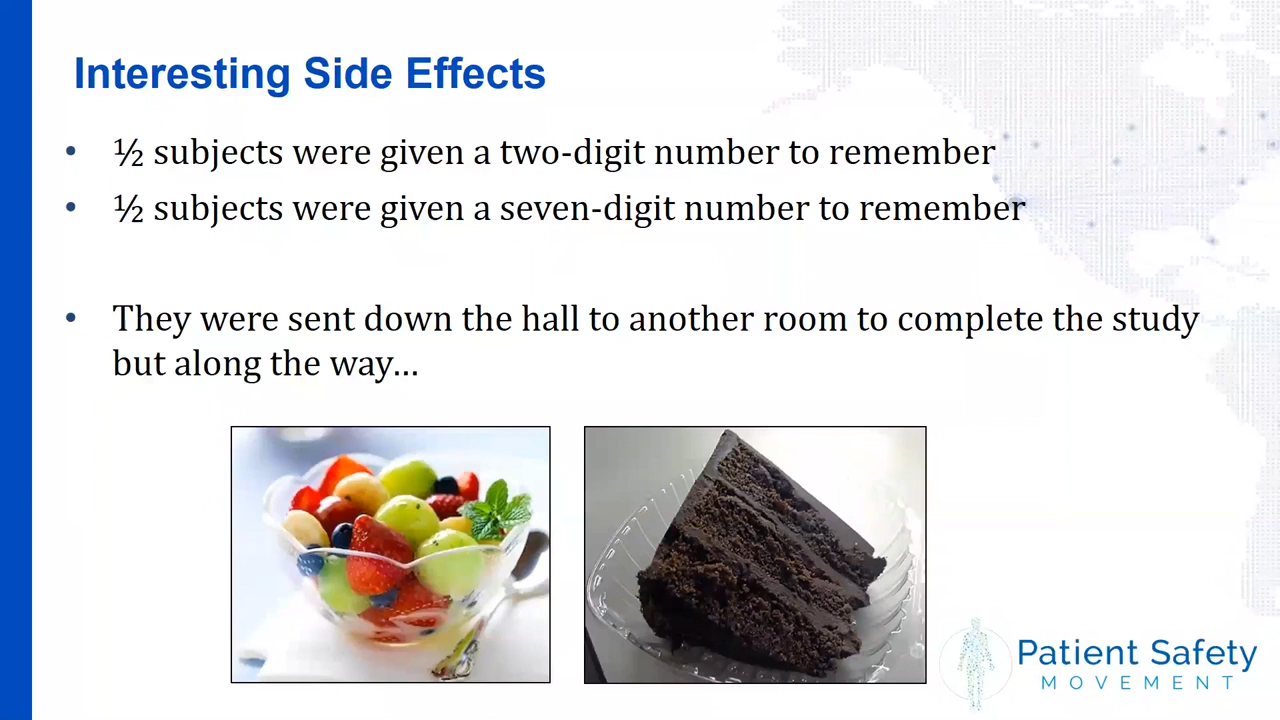 Interesting Side Effects
• ½ subjects were given a two-digit number to remember
• ½ subjects were given a seven-digit number to remember
• They were sent down the hall to another room to complete the study
but along the way…
Patient Safety
MOVEMENT